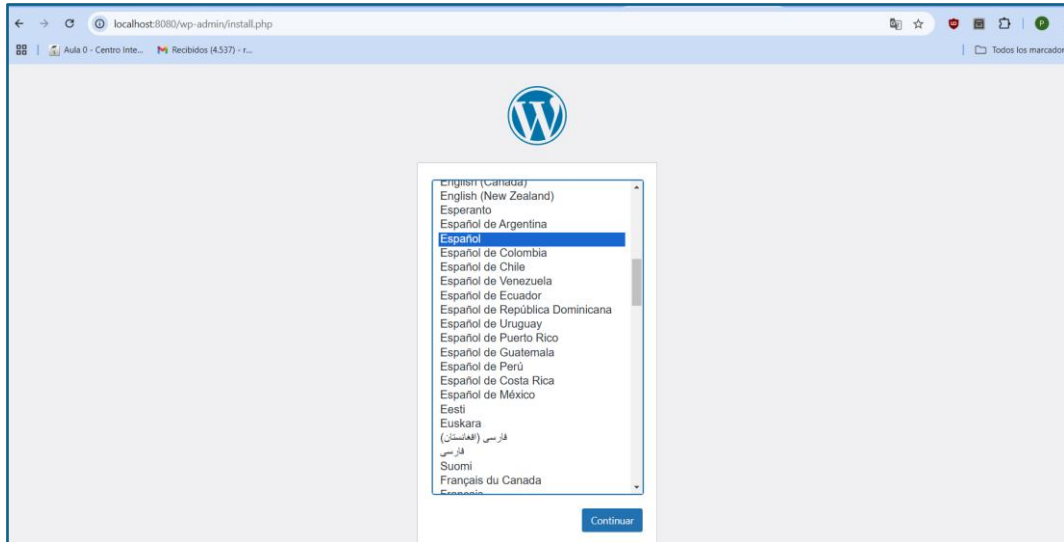 localhost:8080/wp-admin/install.php
Aula 0 - Centro Inte...
Recibidos (4.537) - r...
Todos los marcador
W
English (Canada)
English (New Zealand)
Esperanto
Español de Argentina
Español
Español de Colombia
Español de Chile
Español de Venezuela
Español de Ecuador
Español de República Dominicana
Español de Uruguay
Español de Puerto Rico
Español de Guatemala
Español de Perú
Español de Costa Rica
Español de México
Eesti
Euskara
(فارسی (افغانستان
فارسی
Suomi
Français du Canada
Français
Continuar